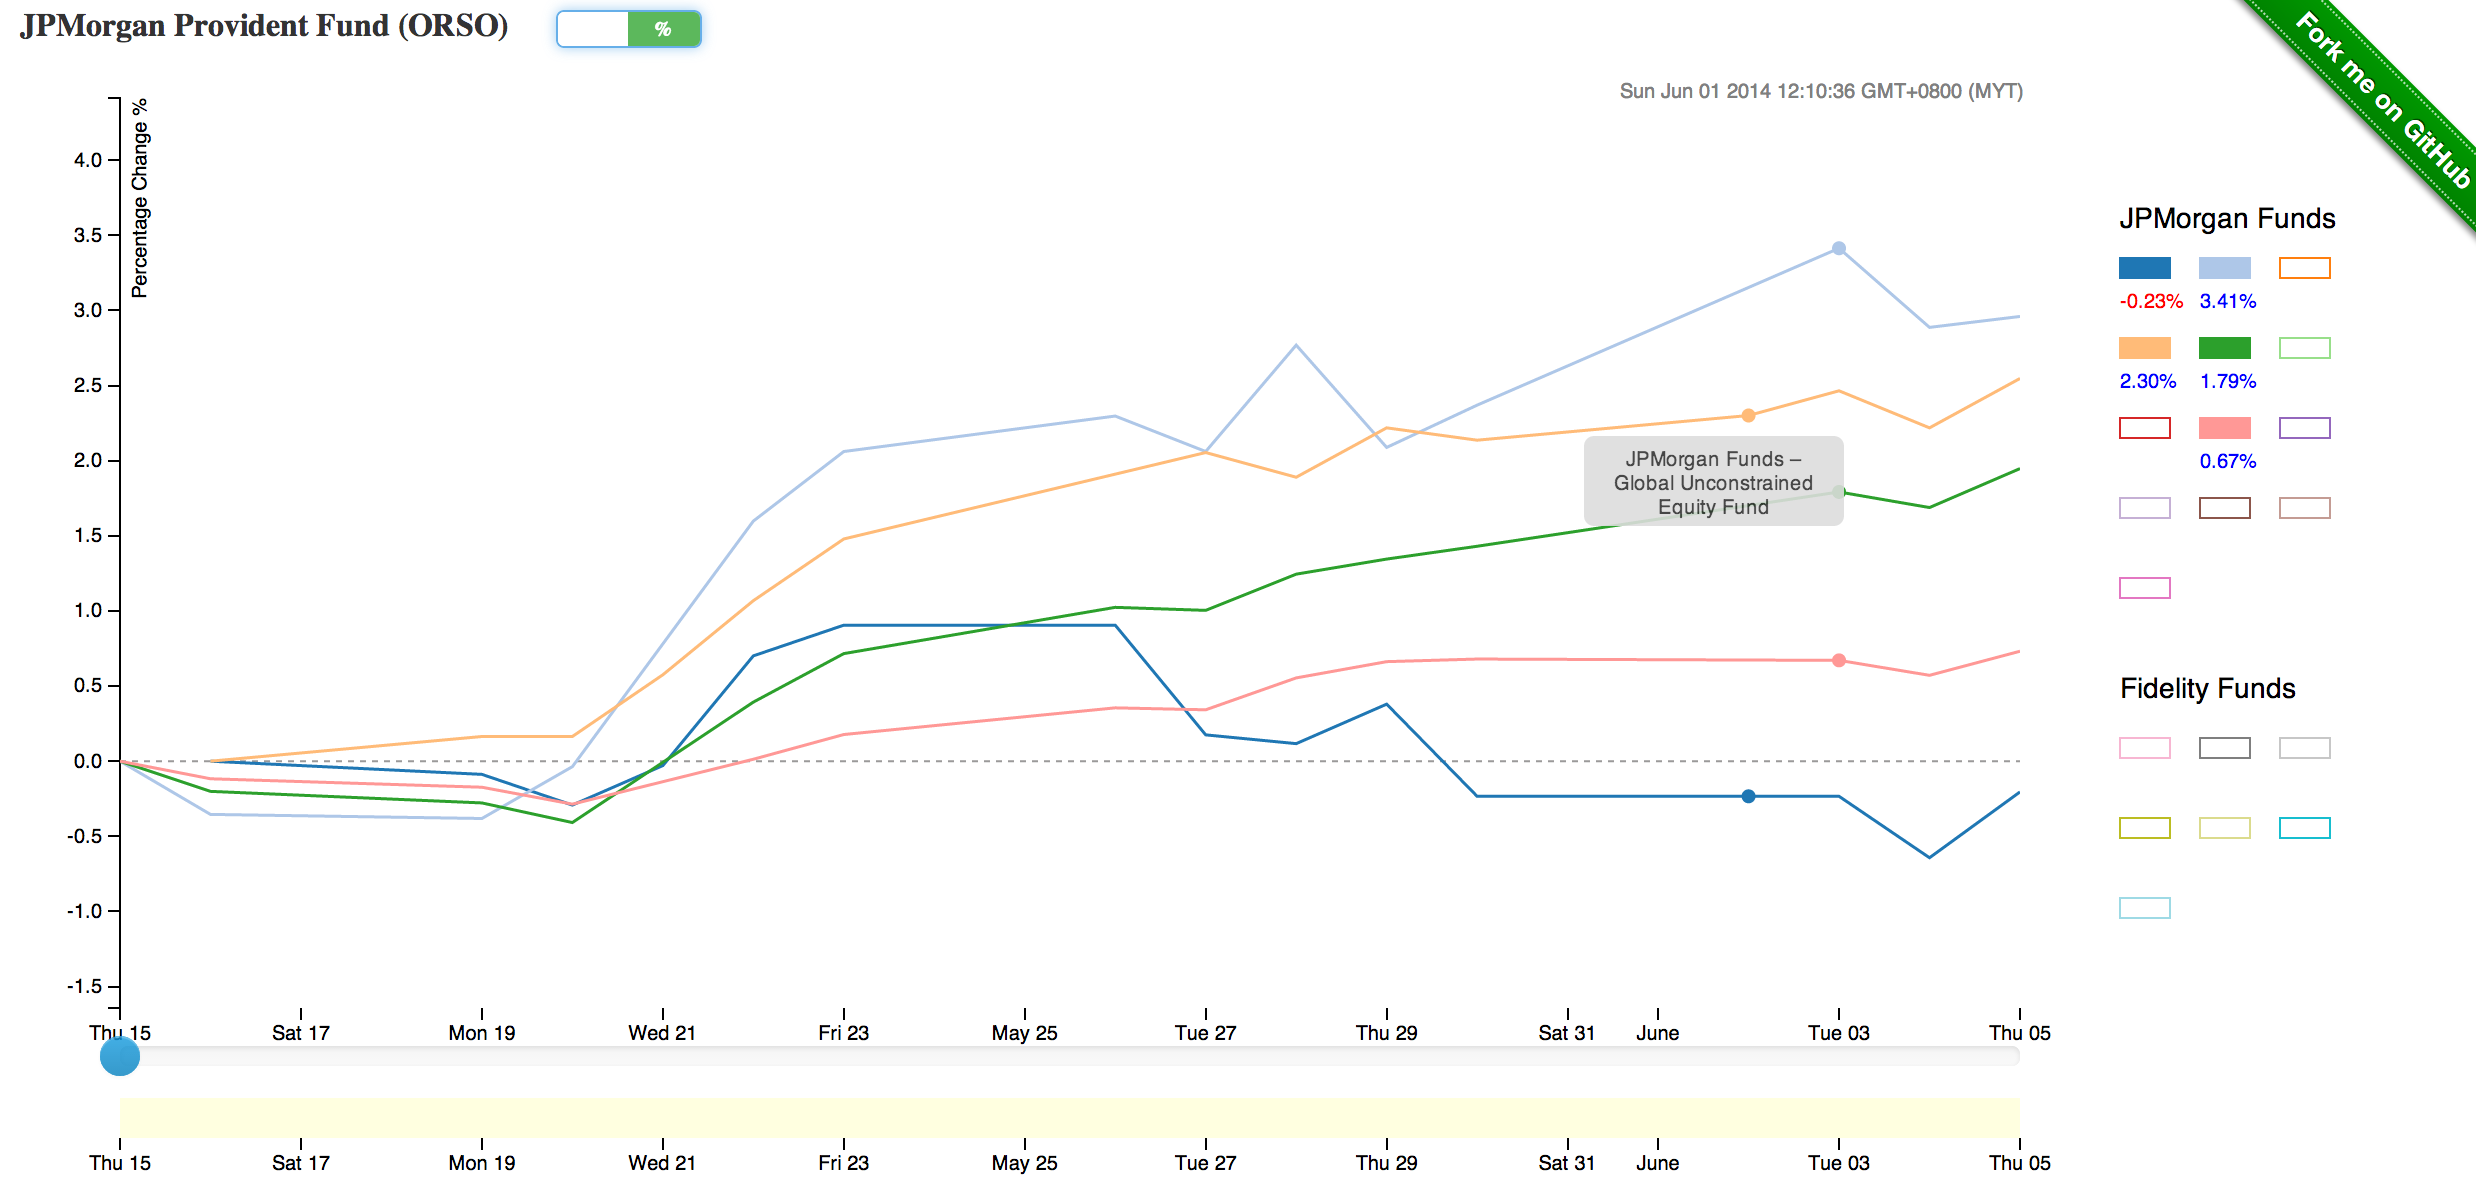 JPMorgan Provident Fund (ORSO)
%
Fork me on GitHub
Sun Jun 01 2014 12:10:36 GMT+0800 (MYT)
Percentage Change %
4.0
3.5
3.0
2.5
2.0
1.5
1.0
0.5
0.0
-0.5
-1.0
-1.5
JPMorgan Funds –
Global Unconstrained
Equity Fund
Thu 15 Sat 17 Mon 19 Wed 21 Fri 23 May 25 Tue 27 Thu 29 Sat 31 June Tue 03 Thu 05
Thu 15 Sat 17 Mon 19 Wed 21 Fri 23 May 25 Tue 27 Thu 29 Sat 31 June Tue 03 Thu 05
JPMorgan Funds
-0.23% 3.41%
2.30% 1.79%
0.67%
Fidelity Funds